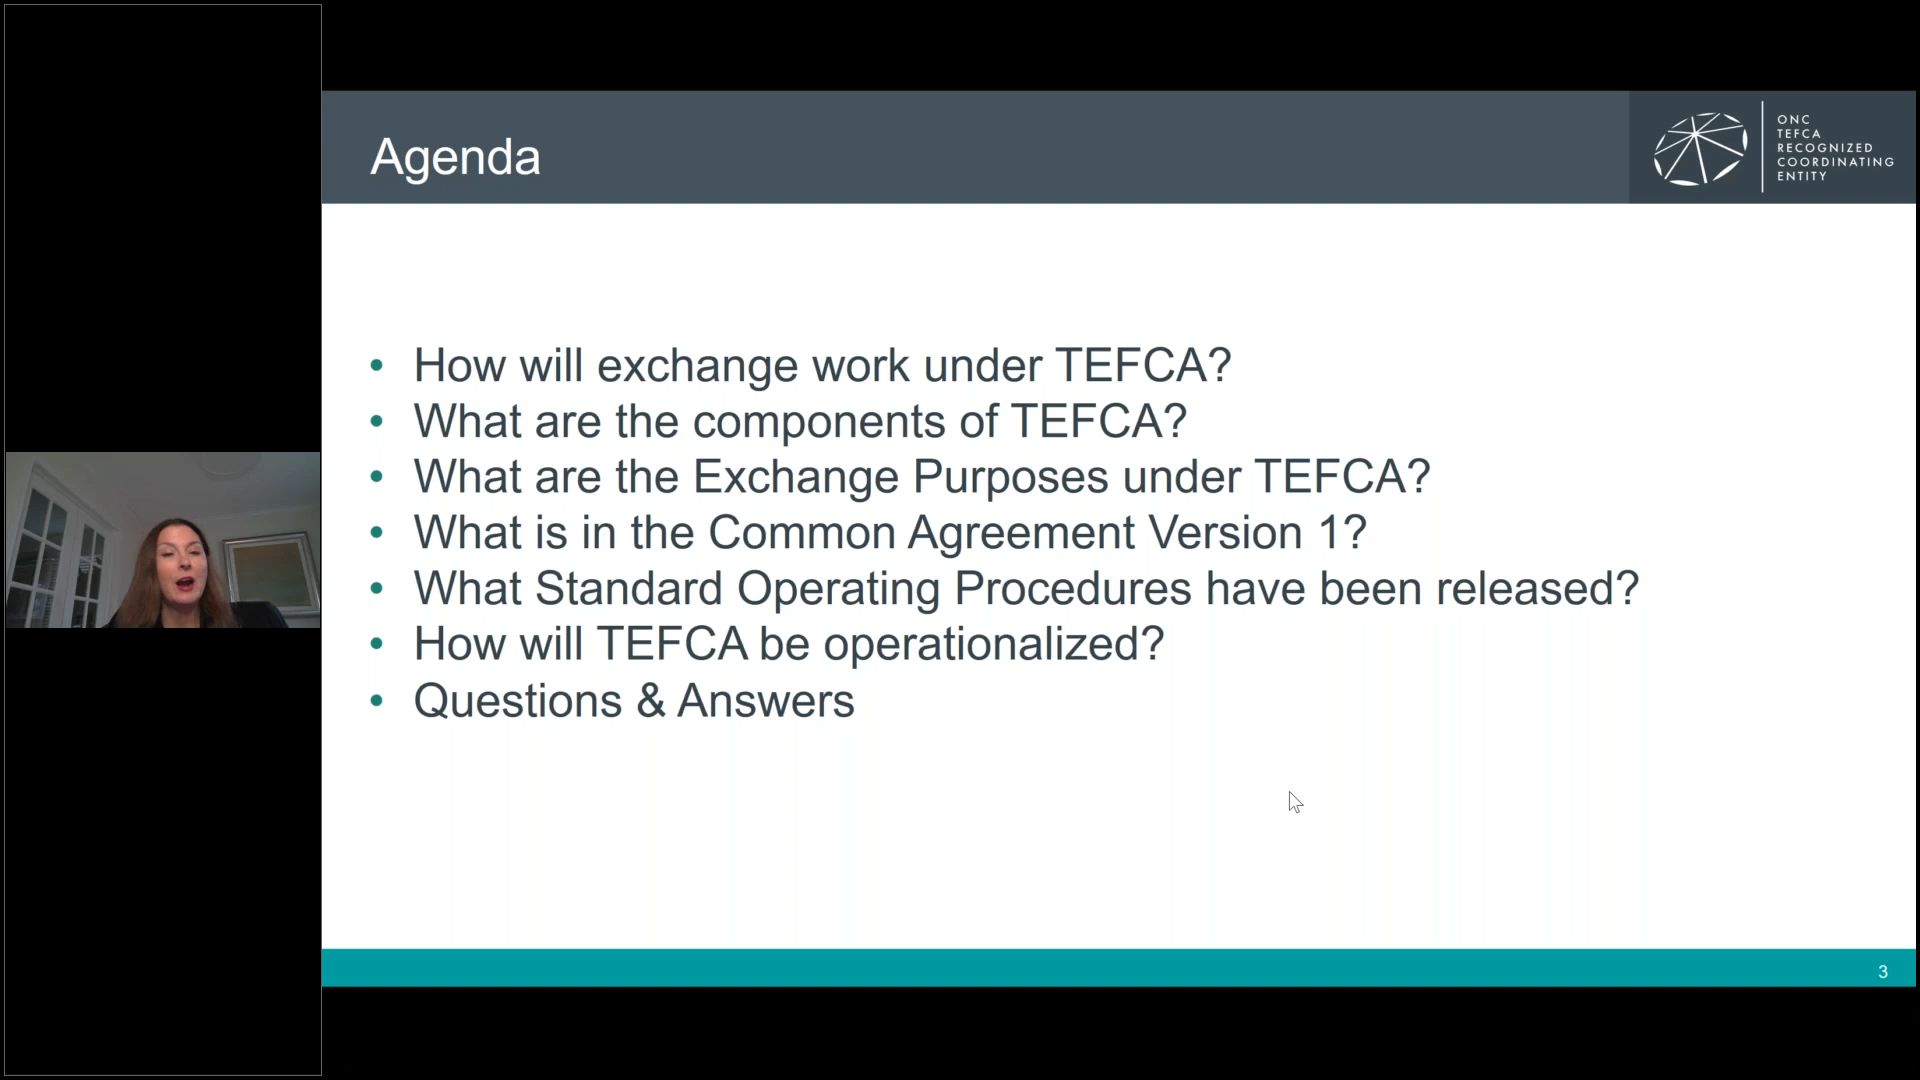 Agenda
ONC
TEFCA
RECOGNIZED
COORDINATING
ENTITY
• How will exchange work under TEFCA?
• What are the components of TEFCA?
• What are the Exchange Purposes under TEFCA?
• What is in the Common Agreement Version 1?
• What Standard Operating Procedures have been released?
• How will TEFCA be operationalized?
• Questions & Answers
3